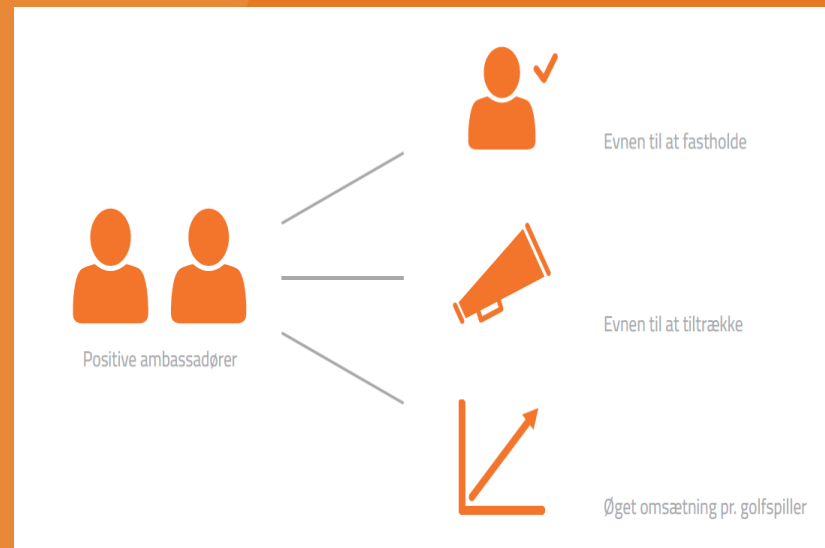 Evnen til at fastholde
Positive ambassadører
Evnen til at tiltrække
Øget omsætning pr. golfspiller